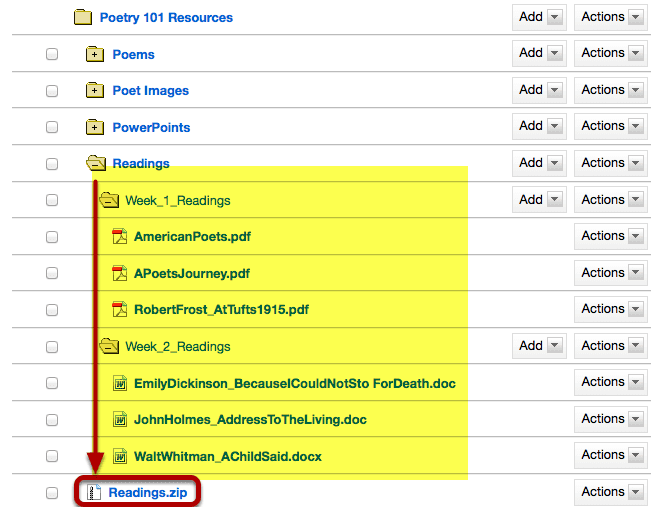 Poetry 101 Resources Add Actions
Poems Add Actions
Poet Images Add Actions
PowerPoints Add Actions
Readings Add Actions
Week_1_Readings Add Actions
AmericanPoets.pdf Actions
APoetsJourney.pdf Actions
RobertFrost_AtTufts1915.pdf Actions
Week_2_Readings Add Actions
EmilyDickinson_BecauseICouldNotSto ForDeath.doc Actions
JohnHolmes_AddressToTheLiving.doc Actions
WaltWhitman_AChildSaid.docx Actions
Readings.zip Actions